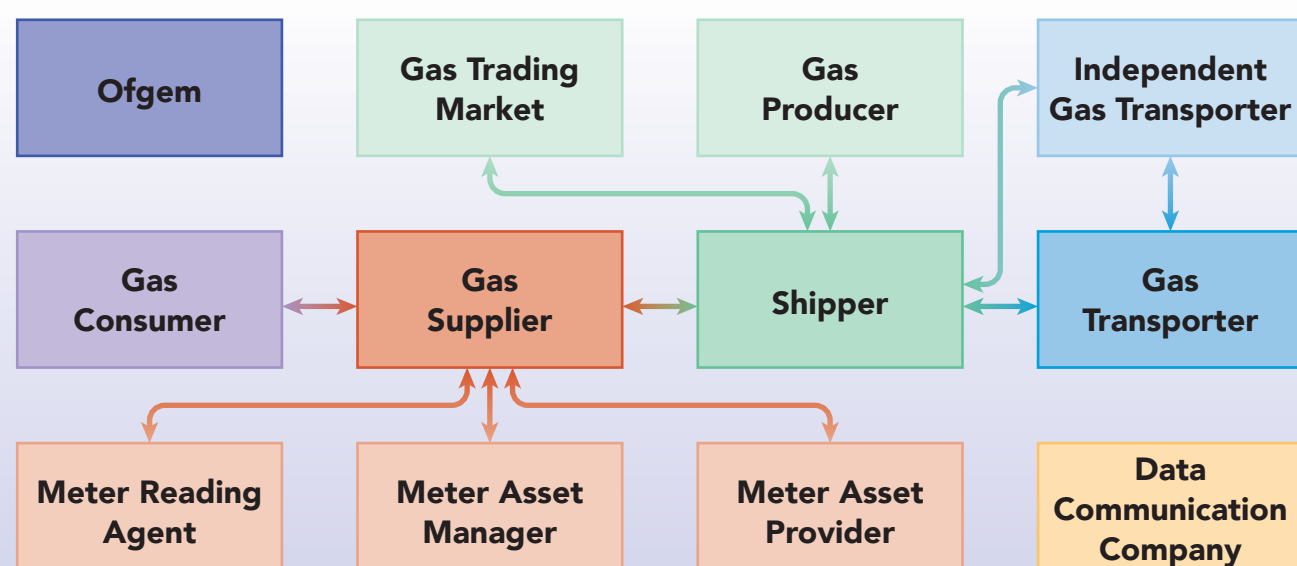 Ofgem
Gas Trading
Market
Gas
Producer
Independent
Gas Transporter
Gas
Consumer
Gas
Supplier
Shipper
Gas
Transporter
Meter Reading
Agent
Meter Asset
Manager
Meter Asset
Provider
Data
Communication
Company